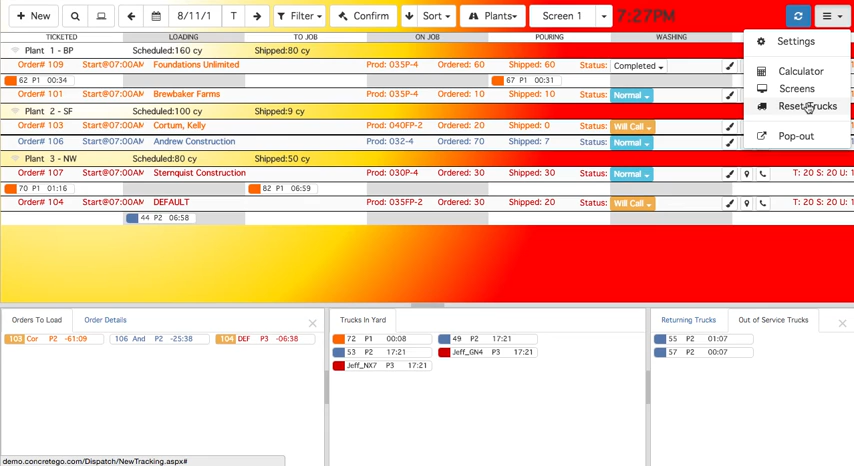 New 8/11/1 T Filter Confirm Sort Plants Screen 1 7:27PM
TICKETED LOADING TO JOB ON JOB POURING WASHING
Settings
Calculator
Screens
Reset Trucks
Pop-out
Plant 1 - BP Scheduled:160 cy Shipped:80 cy
Order# 109 Start@07:00AM Foundations Unlimited Prod: 035P-4 Ordered: 60 Shipped: 60 Status: Completed
62 P1 00:34 67 P1 00:31
Order# 101 Start@07:00AM Brewbaker Farms Prod: 035P-4 Ordered: 10 Shipped: 10 Status: Normal
Plant 2 - SF Scheduled:100 cy Shipped:9 cy
Order# 103 Start@07:00AM Cortum, Kelly Prod: 040FP-2 Ordered: 20 Shipped: 0 Status: Will Call
Order# 106 Start@07:00AM Andrew Construction Prod: 032-4 Ordered: 70 Shipped: 7 Status: Normal
Plant 3 - NW Scheduled:80 cy Shipped:50 cy
Order# 107 Start@07:00AM Sternquist Construction Prod: 030P-4 Ordered: 30 Shipped: 30 Status: Normal T: 20 S: 20 U: 1
70 P1 01:16 82 P1 06:59
Order# 104 Start@07:00AM DEFAULT Prod: 035FP-2 Ordered: 30 Shipped: 20 Status: Will Call T: 20 S: 20 U: 1
44 P2 06:58
Orders To Load Order Details
103 Cor P2 -61:09 106 And P2 -25:38 104 DEF P3 -06:38
Trucks In Yard
72 P1 00:08 49 P2 17:21
53 P2 17:21 Jeff_GN4 P3 17:21
Jeff_NX7 P3 17:21
Returning Trucks Out of Service Trucks
55 P2 01:07
57 P2 00:07
demo.concretego.com/Dispatch/NewTracking.aspx#